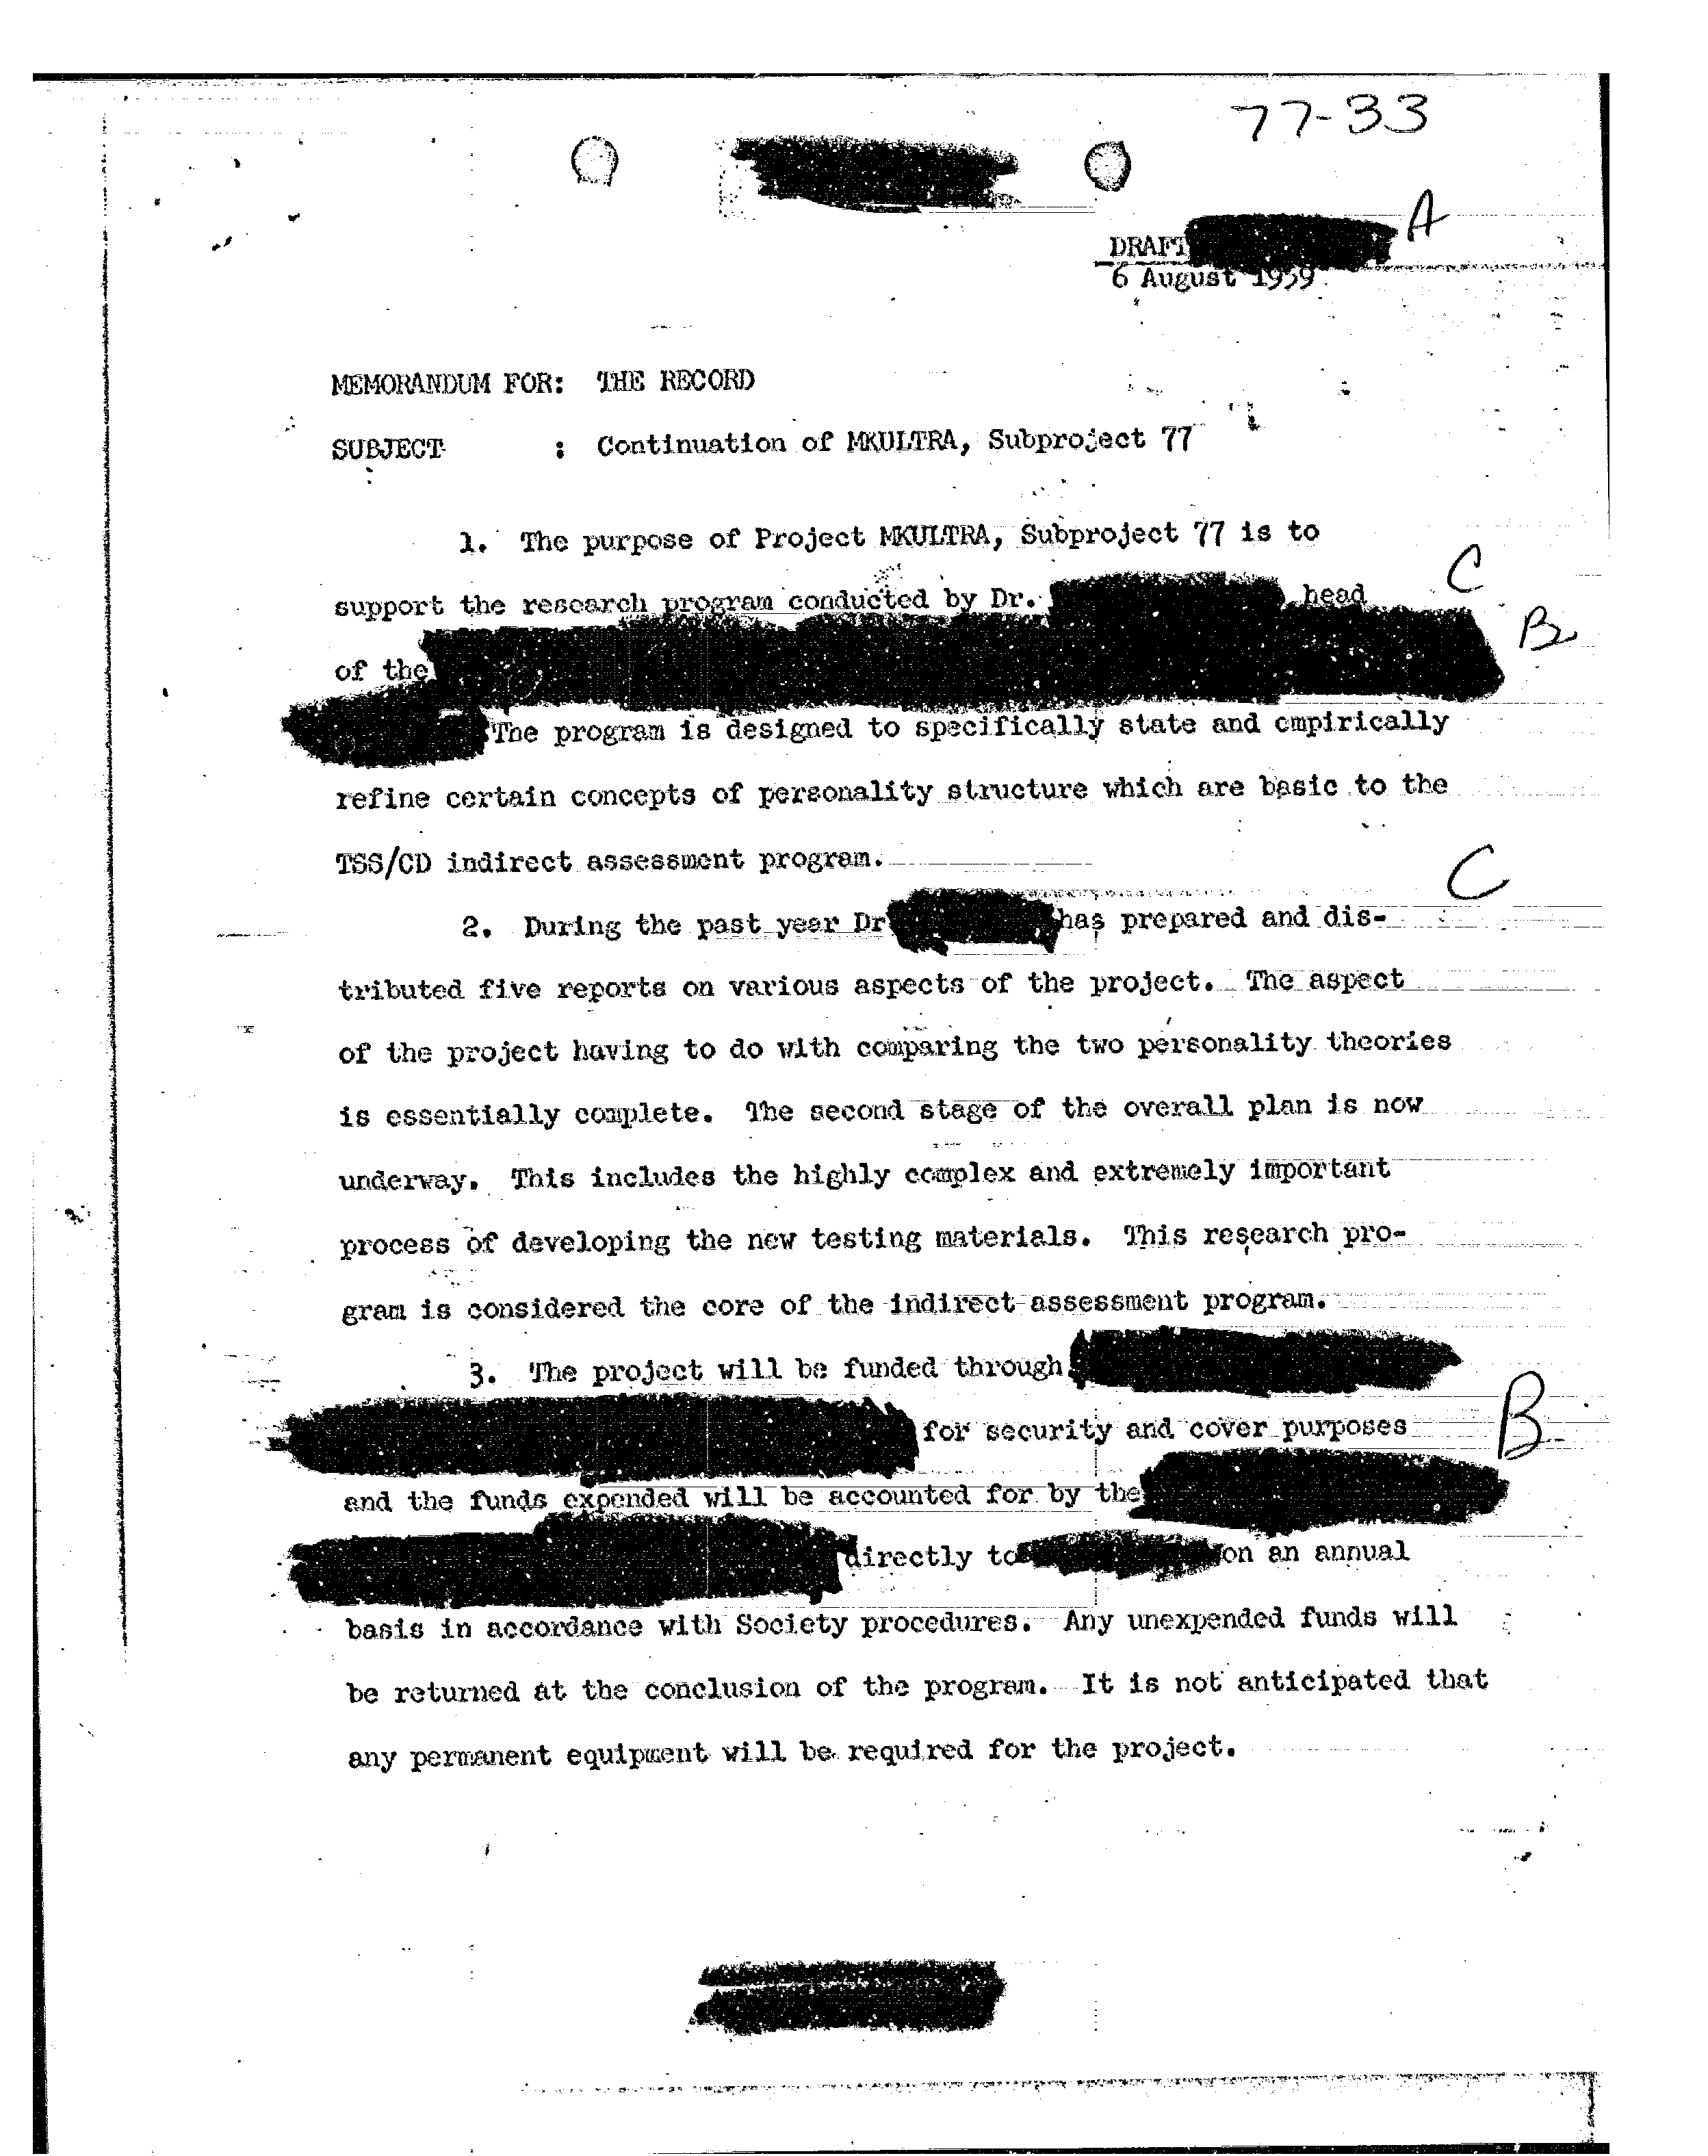 77-33
A
DRAFT
6 August 1959
MEMORANDUM FOR: THE RECORD
SUBJECT : Continuation of MKULTRA, Subproject 77
1. The purpose of Project MKULTRA, Subproject 77 is to
C
support the research program conducted by Dr. head
B
of the
The program is designed to specifically state and empirically
refine certain concepts of personality structure which are basic to the
TSS/CD indirect assessment program.
C
2. During the past year Dr has prepared and dis-
tributed five reports on various aspects of the project. The aspect
of the project having to do with comparing the two personality theories
is essentially complete. The second stage of the overall plan is now
underway. This includes the highly complex and extremely important
process of developing the new testing materials. This research pro-
gram is considered the core of the indirect assessment program.
3. The project will be funded through
for security and cover purposes
B
and the funds expended will be accounted for by the
directly to on an annual
basis in accordance with Society procedures. Any unexpended funds will
be returned at the conclusion of the program. It is not anticipated that
any permanent equipment will be required for the project.